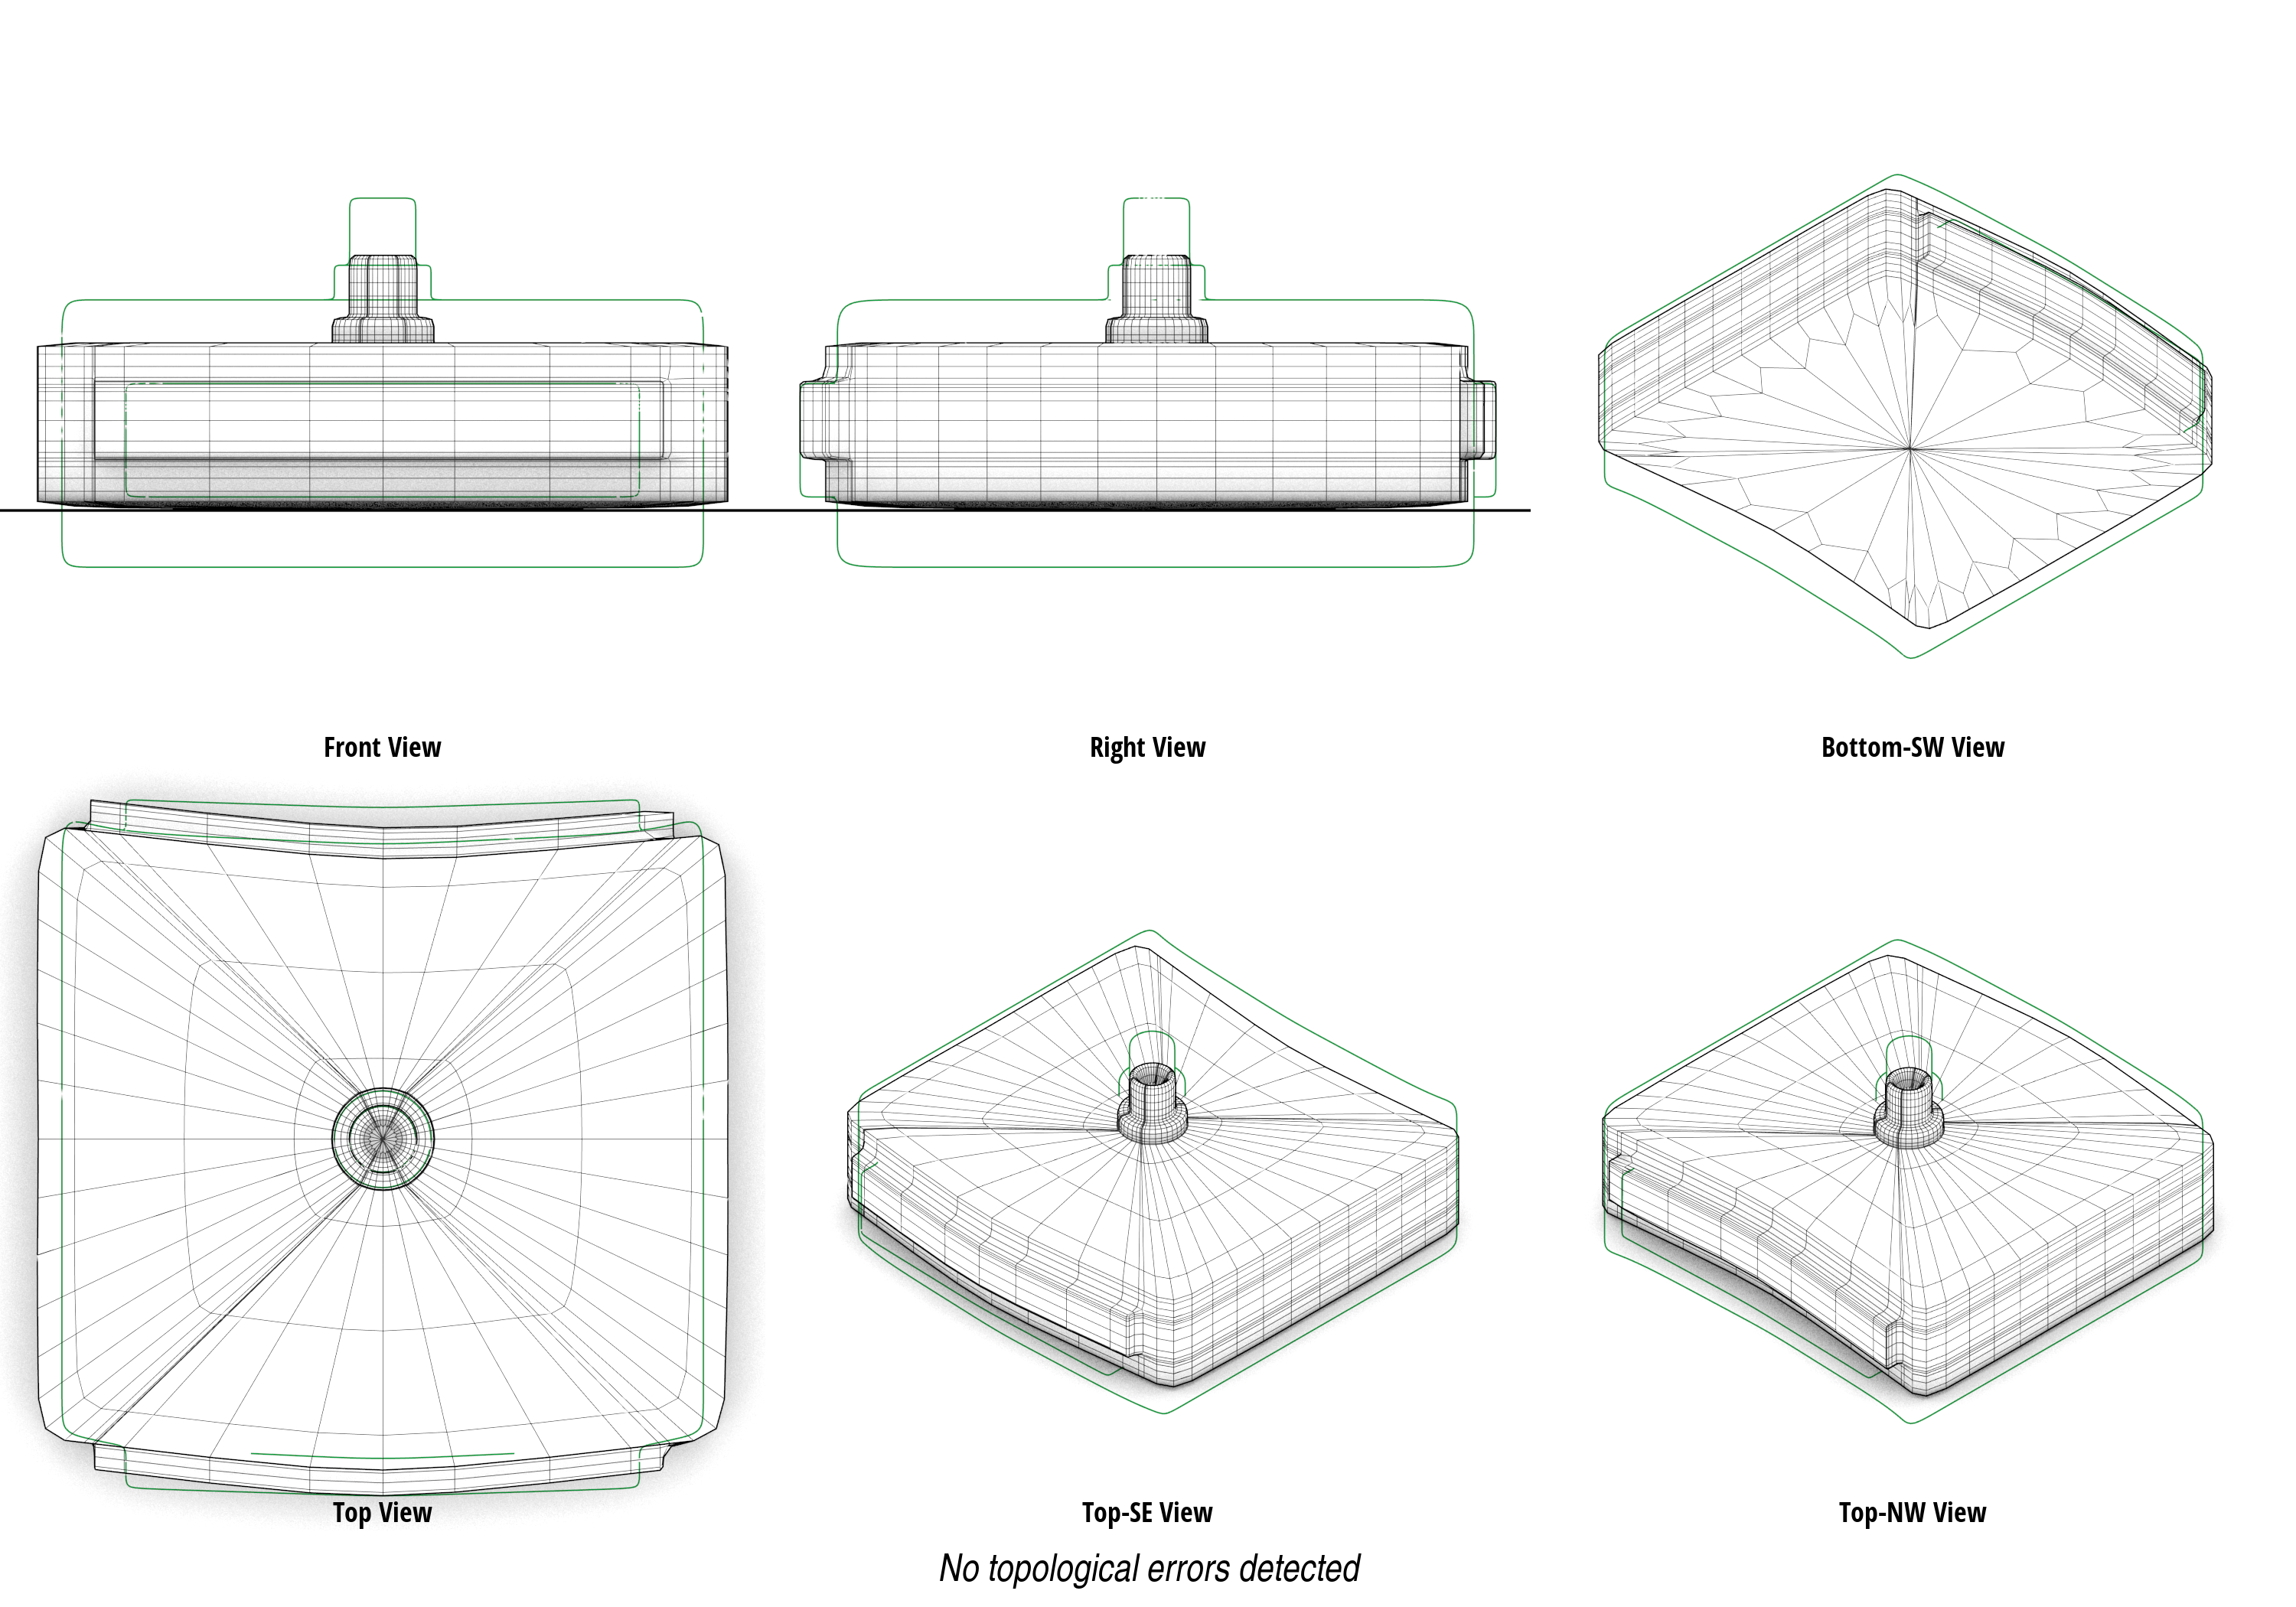 Front View
Right View
Bottom-SW View
Top View
Top-SE View
Top-NW View
No topological errors detected